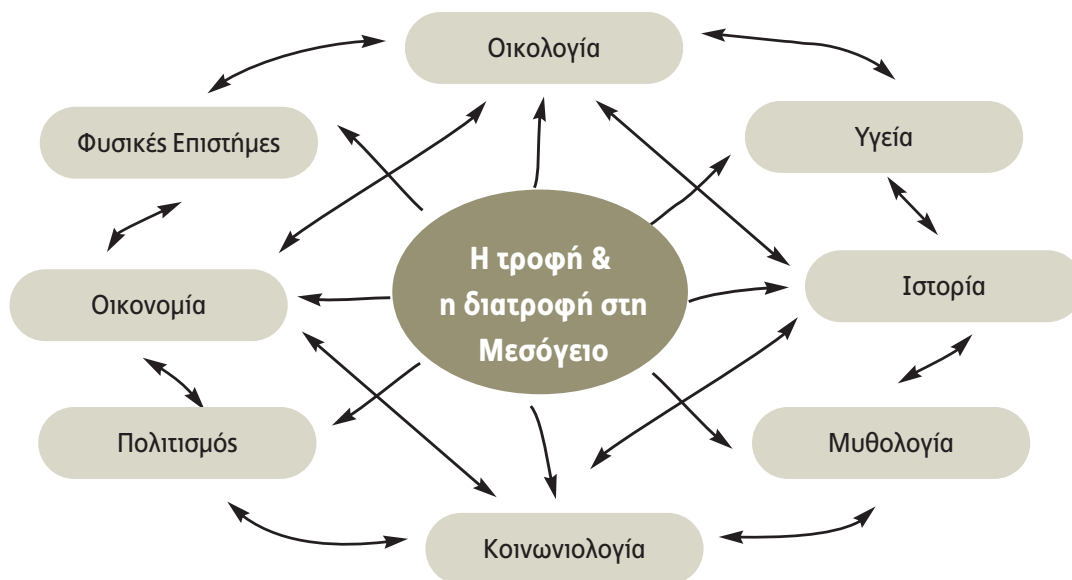 Οικολογία
Φυσικές Επιστήμες
Υγεία
Η τροφή &
η διατροφή στη
Μεσόγειο
Οικονομία
Ιστορία
Πολιτισμός
Μυθολογία
Κοινωνιολογία